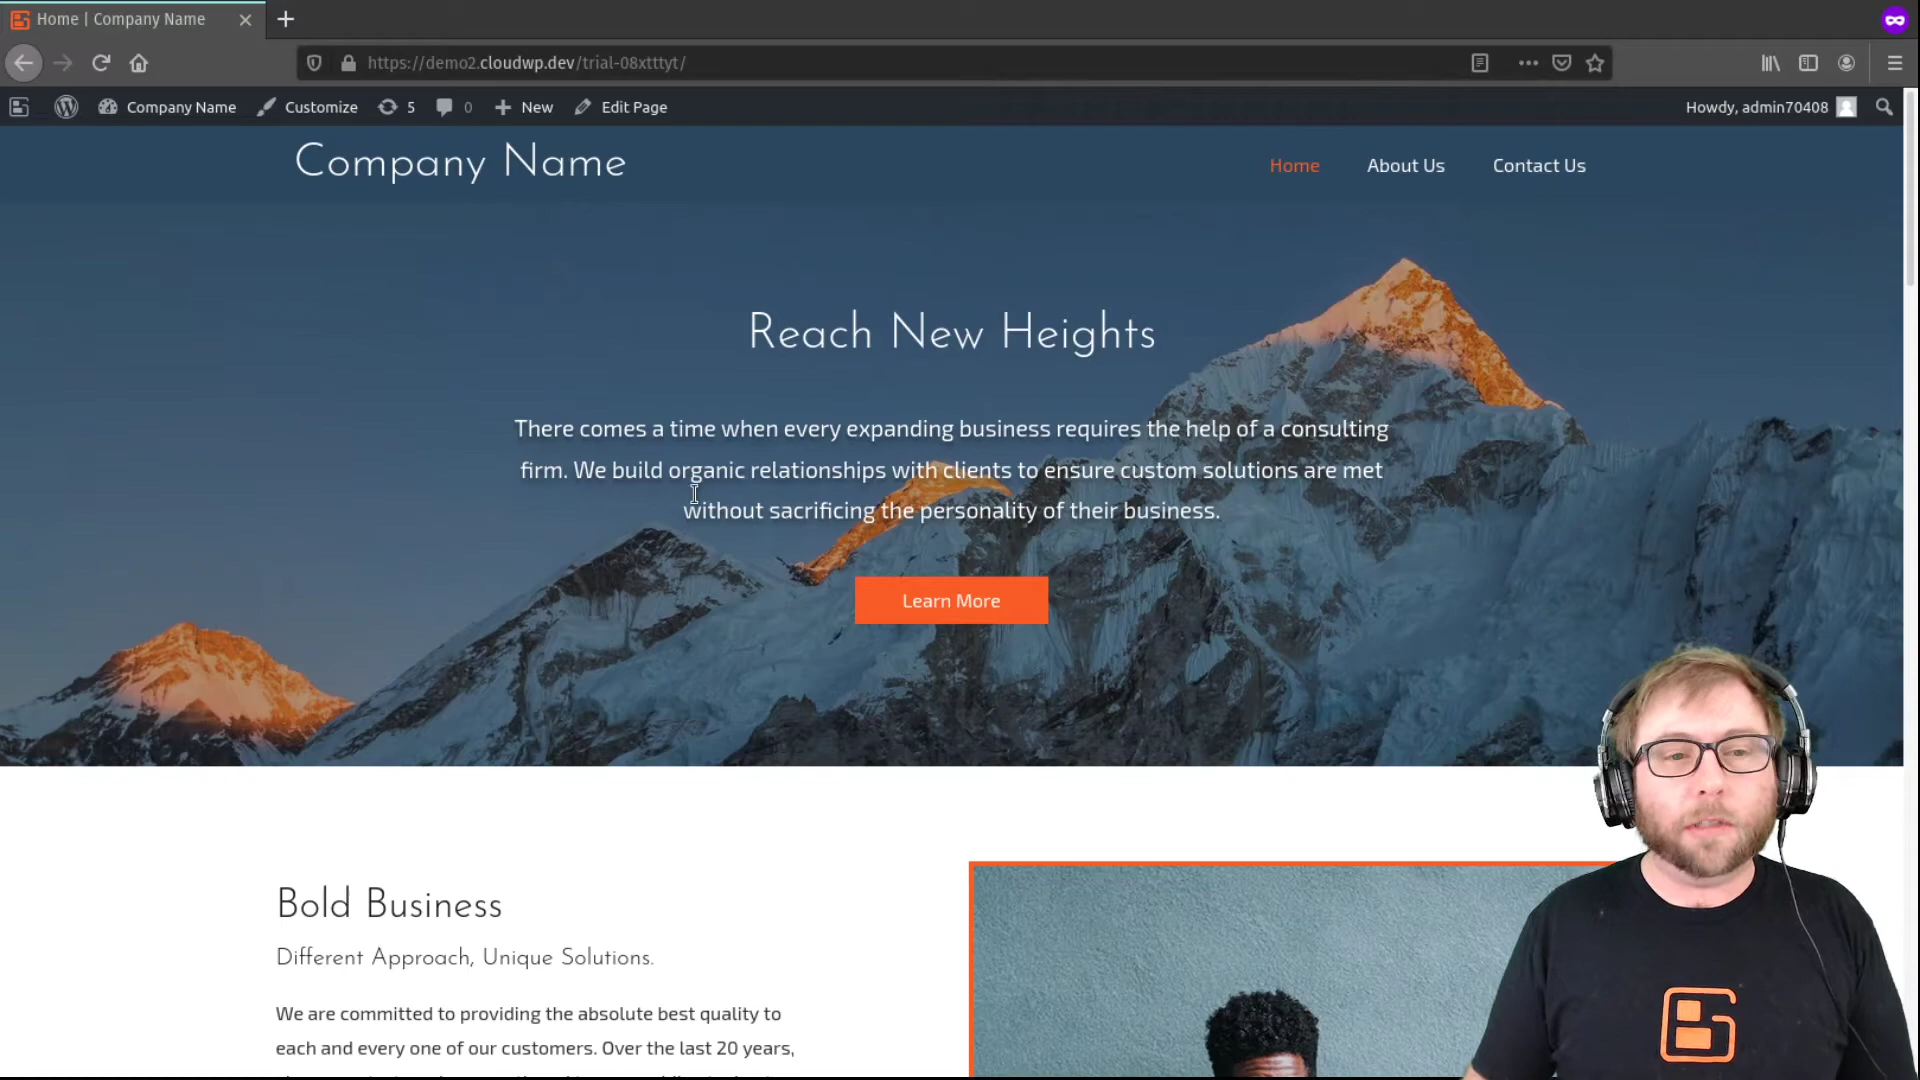 Home | Company Name
https://demo2.cloudwp.dev/trial-08xtttyt/
Company Name
Customize
5
0
New
Edit Page
Howdy, admin70408
Company Name
Home
About Us
Contact Us
Reach New Heights
There comes a time when every expanding business requires the help of a consulting
firm. We build organic relationships with clients to ensure custom solutions are met
without sacrificing the personality of their business.
Learn More
Bold Business
Different Approach, Unique Solutions.
We are committed to providing the absolute best quality to
each and every one of our customers. Over the last 20 years,